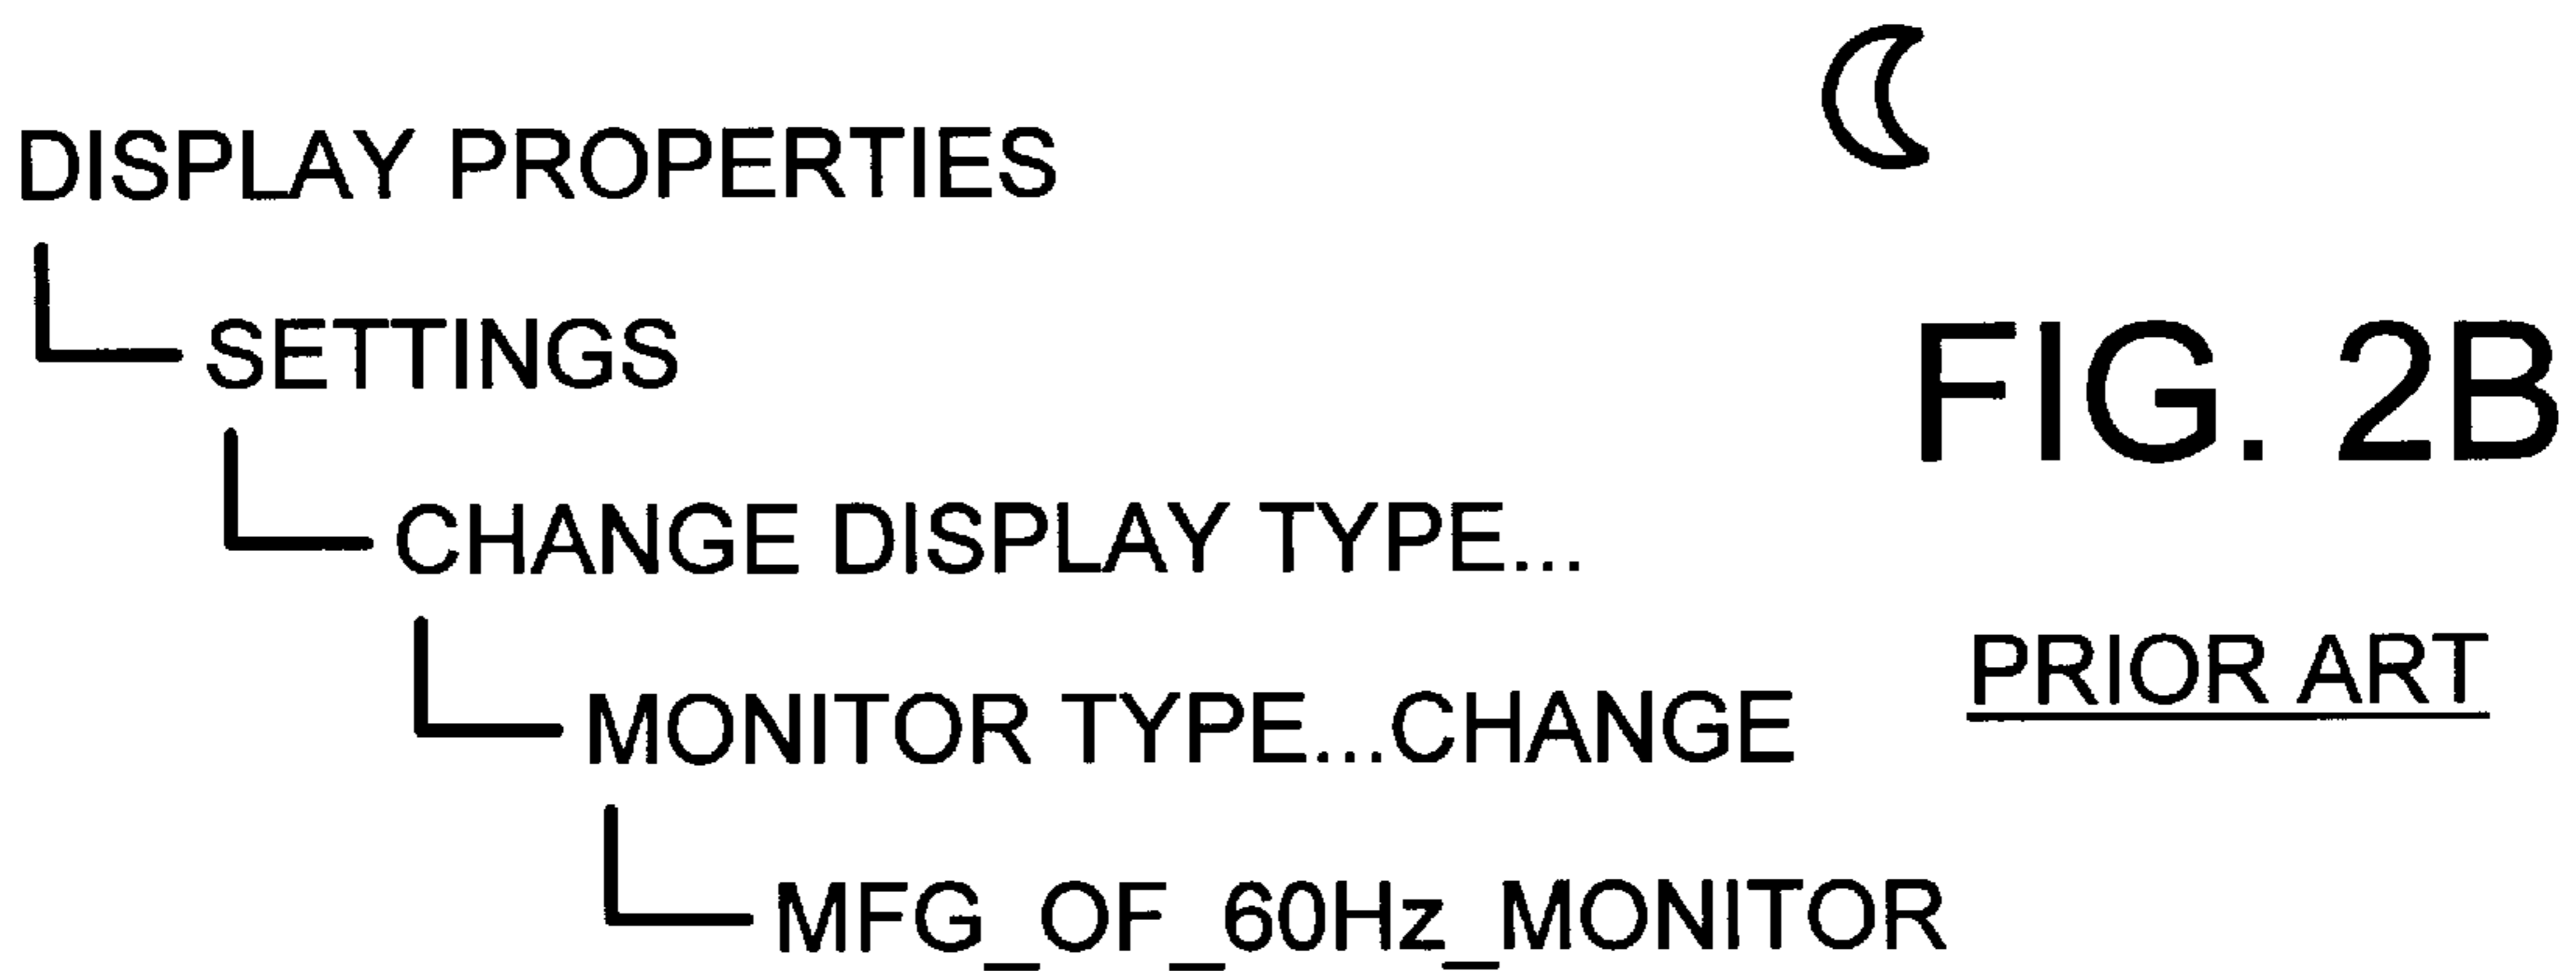 DISPLAY PROPERTIES
SETTINGS
CHANGE DISPLAY TYPE...
MONITOR TYPE...CHANGE
MFG_OF_60Hz_MONITOR
FIG. 2B
PRIOR ART